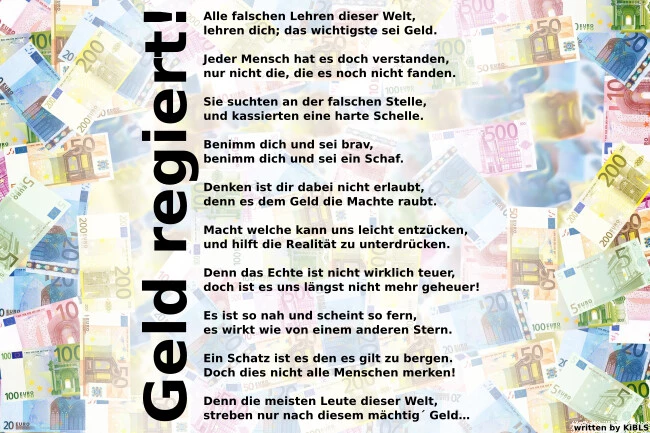 Geld regiert!
Alle falschen Lehren dieser Welt,
lehren dich; das wichtigste sei Geld.
Jeder Mensch hat es doch verstanden,
nur nicht die, die es noch nicht fanden.
Sie suchten an der falschen Stelle,
und kassierten eine harte Schelle.
Benimm dich und sei brav,
benimm dich und sei ein Schaf.
Denken ist dir dabei nicht erlaubt,
denn es dem Geld die Machte raubt.
Macht welche kann uns leicht entzücken,
und hilft die Realität zu unterdrücken.
Denn das Echte ist nicht wirklich teuer,
doch ist es uns längst nicht mehr geheuer!
Es ist so nah und scheint so fern,
es wirkt wie von einem anderen Stern.
Ein Schatz ist es den es gilt zu bergen.
Doch dies nicht alle Menschen merken!
Denn die meisten Leute dieser Welt,
streben nur nach diesem mächtig´ Geld...
written by KiBLS